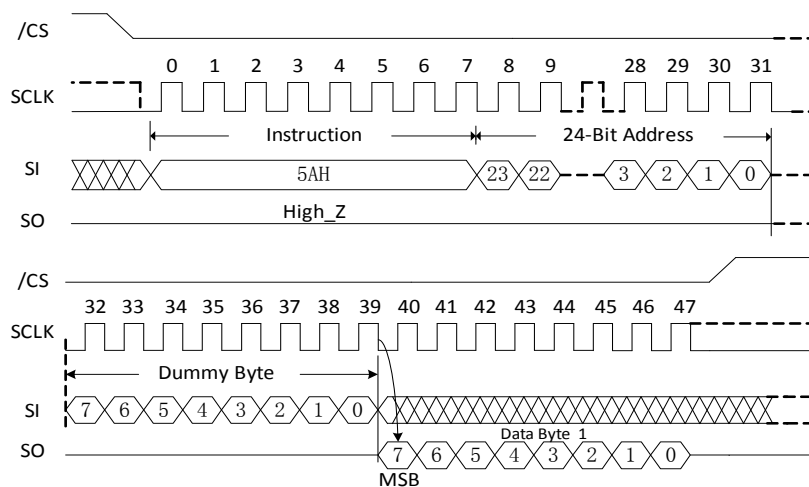 /CS
0 1 2 3 4 5 6 7 8 9 28 29 30 31
SCLK
Instruction 24-Bit Address
SI 5AH 23 22 3 2 1 0
High_Z
SO
/CS
32 33 34 35 36 37 38 39 40 41 42 43 44 45 46 47
SCLK
Dummy Byte
SI 7 6 5 4 3 2 1 0
Data Byte 1
SO 7 6 5 4 3 2 1 0
MSB